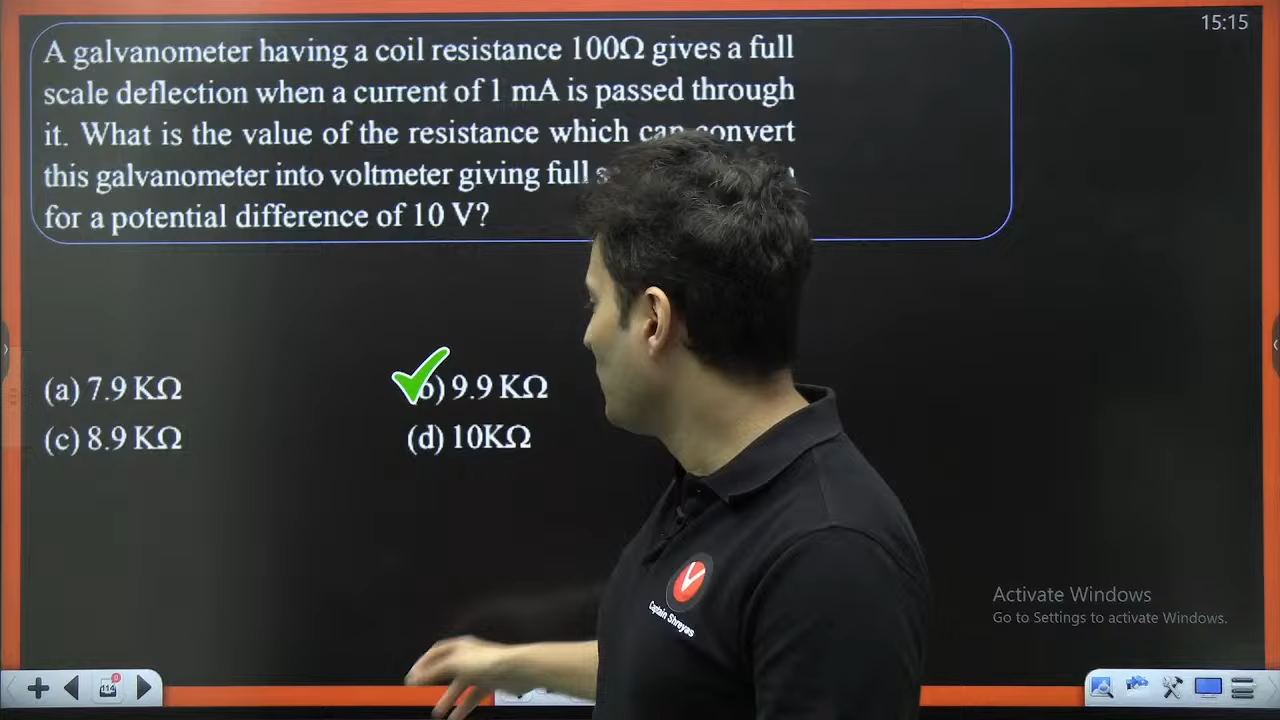 15:15
A galvanometer having a coil resistance 100Ω gives a full
scale deflection when a current of 1 mA is passed through
it. What is the value of the resistance which can convert
this galvanometer into voltmeter giving full
for a potential difference of 10 V?
(a) 7.9 KΩ
b) 9.9 KΩ
(c) 8.9 KΩ
(d) 10KΩ
Captain Shreyas
Activate Windows
Go to Settings to activate Windows.
114